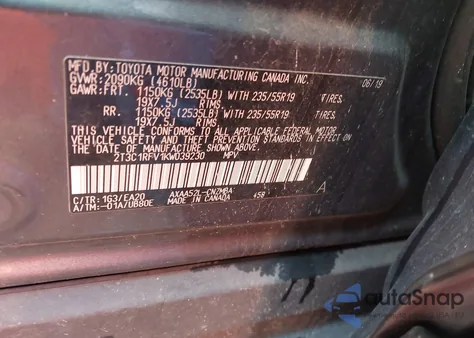 MFD. BY: TOYOTA MOTOR MANUFACTURING CANADA INC. 06/19
GVWR: 2090KG (4610LB)
GAWR: FRT. 1150KG (2535LB) WITH 235/55R19 TIRES,
19X7.5J RIMS
RR. 1150KG (2535LB) WITH 235/55R19 TIRES,
19X7.5J RIMS
THIS VEHICLE CONFORMS TO ALL APPLICABLE FEDERAL MOTOR
VEHICLE SAFETY AND THEFT PREVENTION STANDARDS IN EFFECT
ON THE DATE OF MANUFACTURE SHOWN ABOVE.
2T3C1RFV1KW039230 MPV
A
C/TR: 1G3/EA20 AXAA52L-CNZMBA 458
A/TM: -01A/UB80E MADE IN CANADA
autoSnap